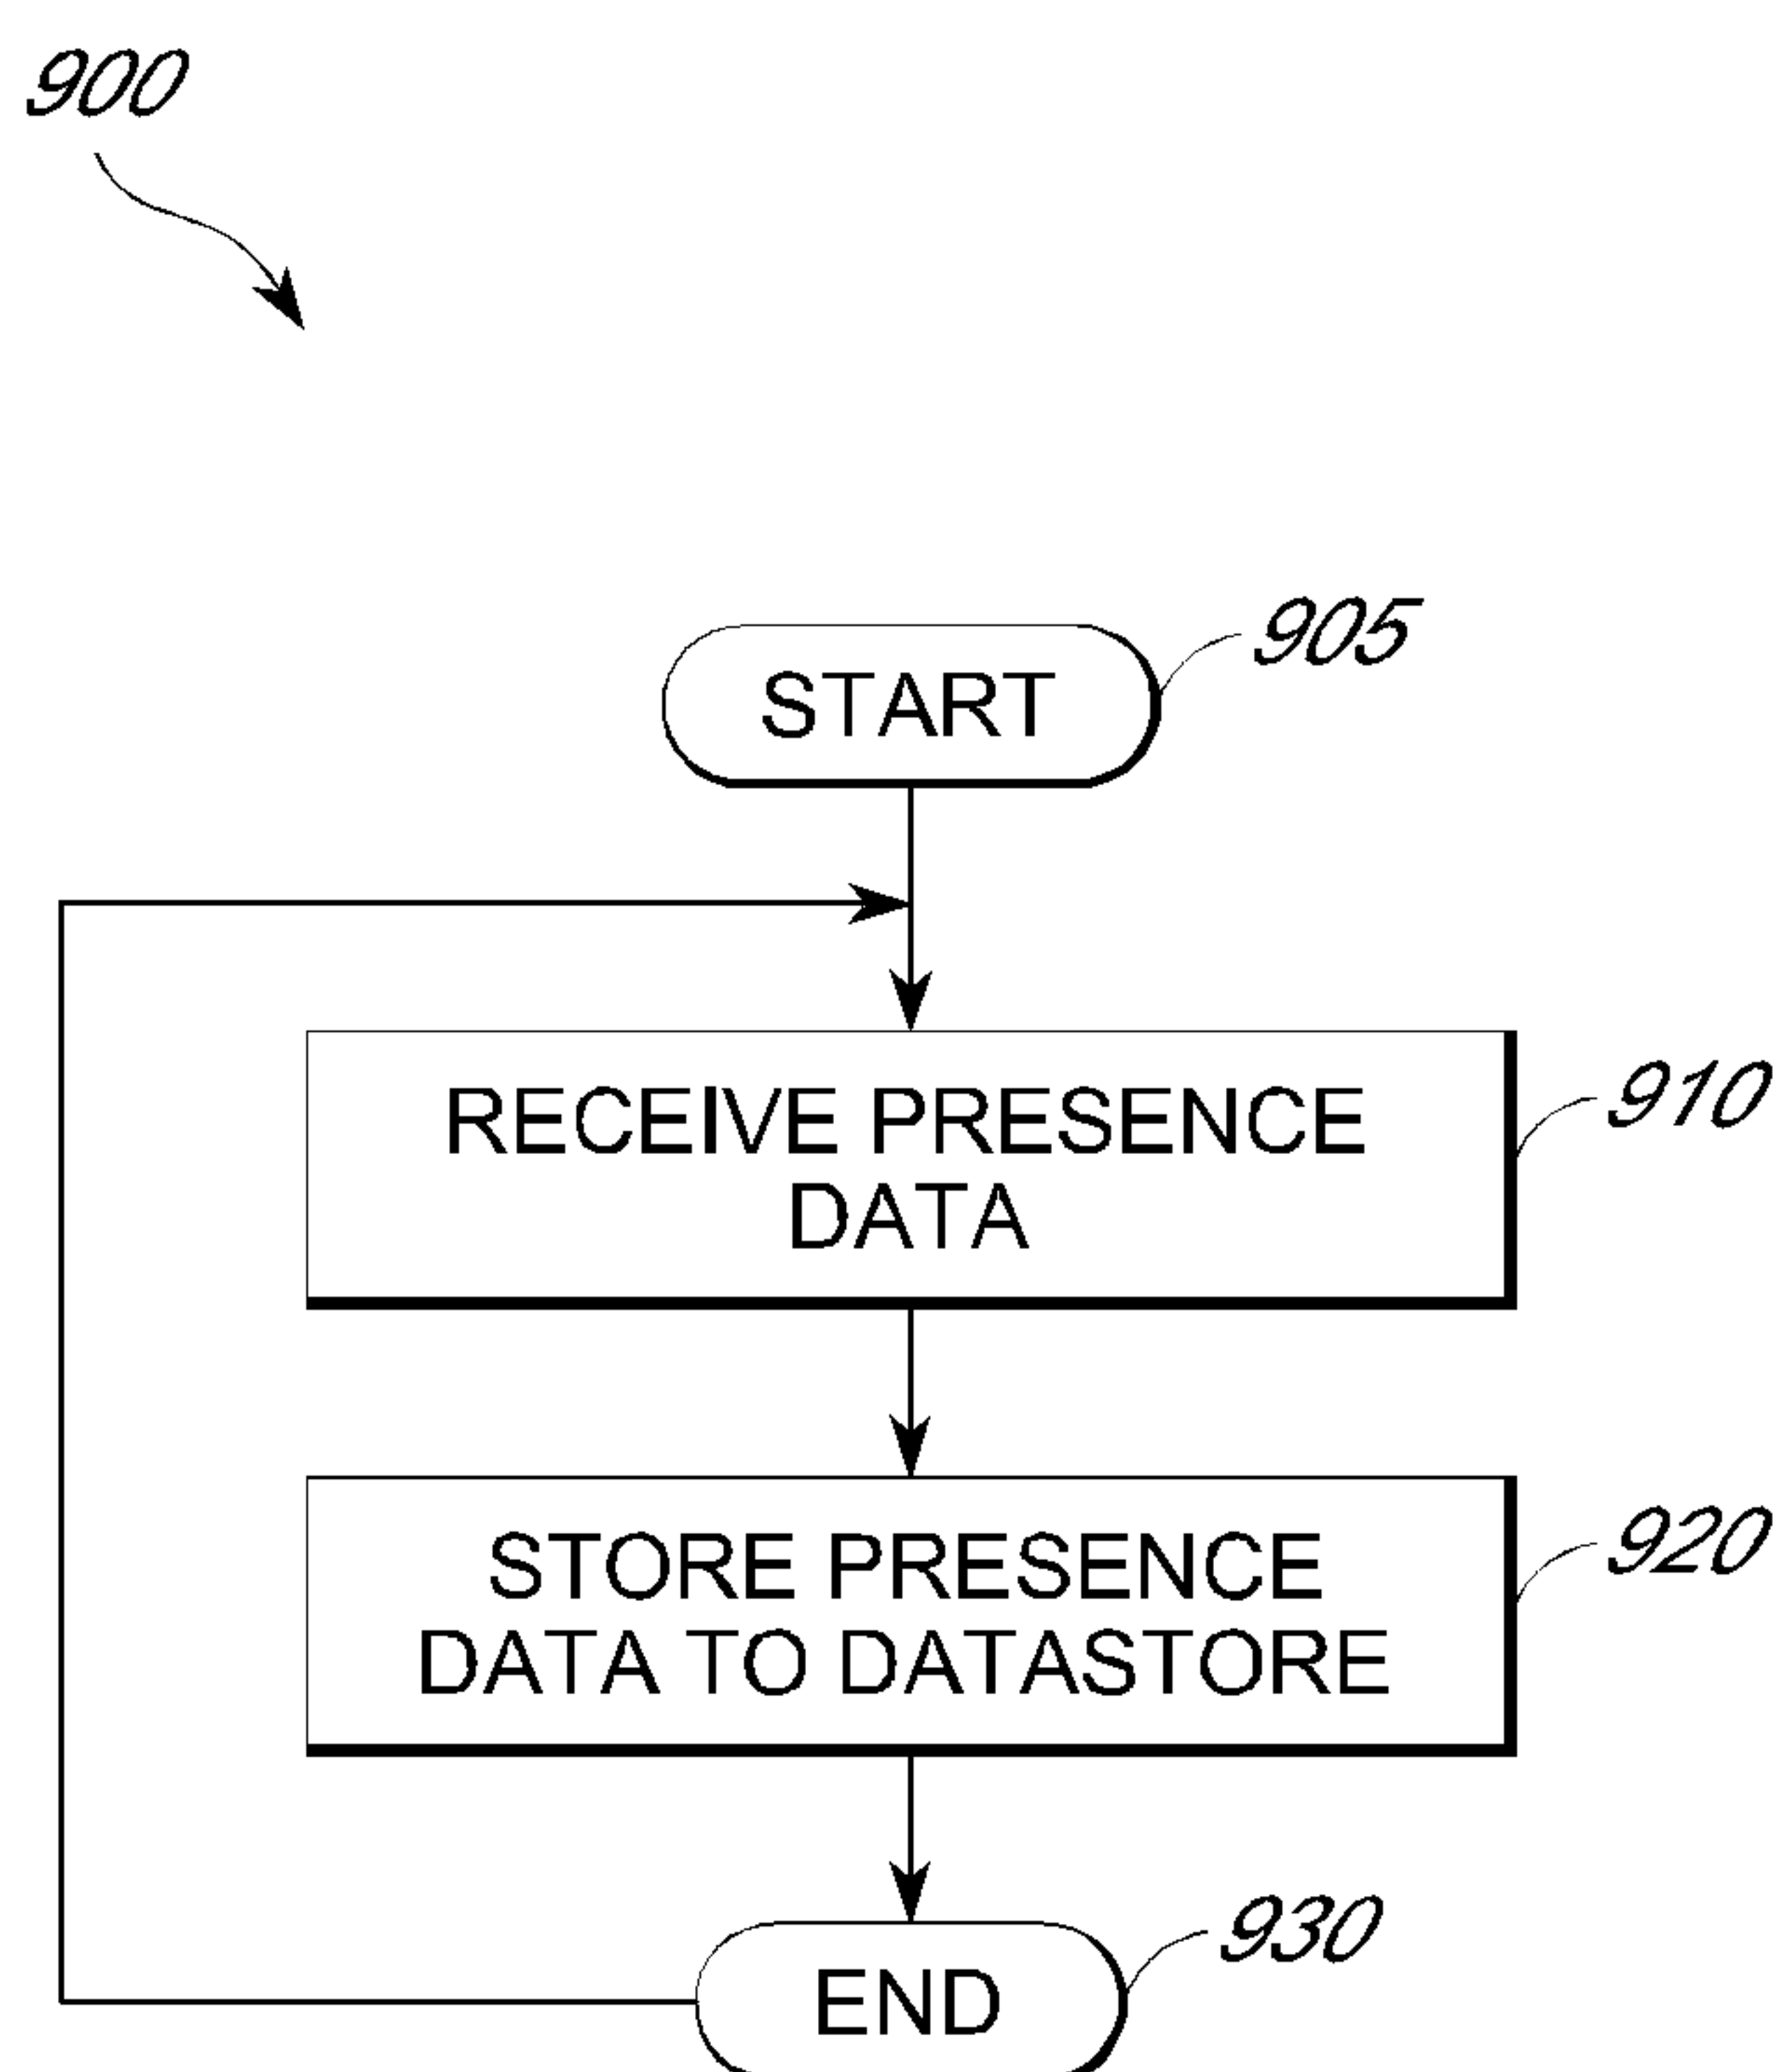 900
START
905
RECEIVE PRESENCE
DATA
910
STORE PRESENCE
DATA TO DATASTORE
920
END
930